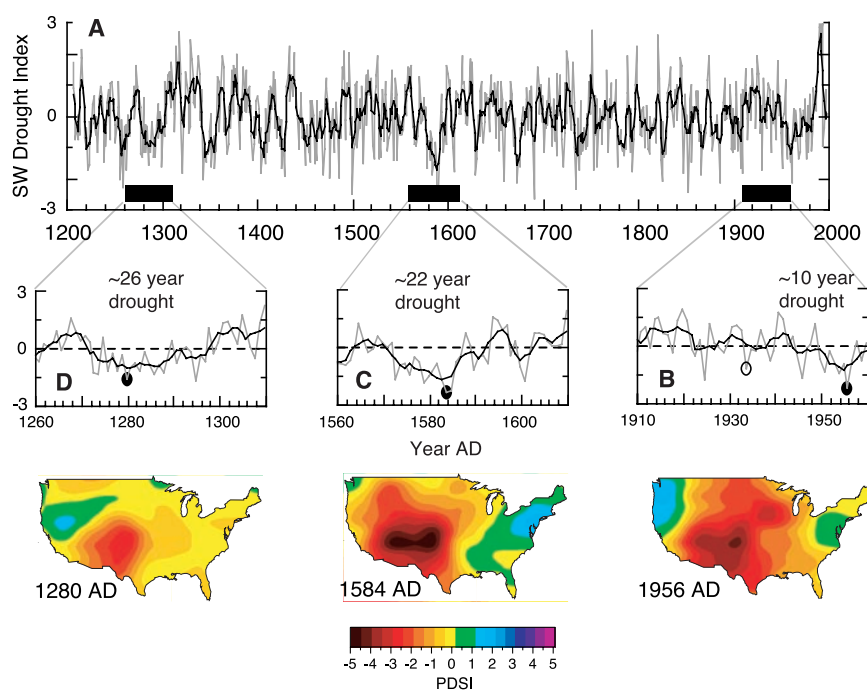 3
A
SW Drought Index
0
-3
1200 1300 1400 1500 1600 1700 1800 1900 2000
~26 year
drought
3
0
D
-3
1260 1280 1300
~22 year
drought
C
1560 1580 1600
~10 year
drought
B
1910 1930 1950
Year AD
1280 AD
1584 AD
1956 AD
-5 -4 -3 -2 -1 0 1 2 3 4 5
PDSI